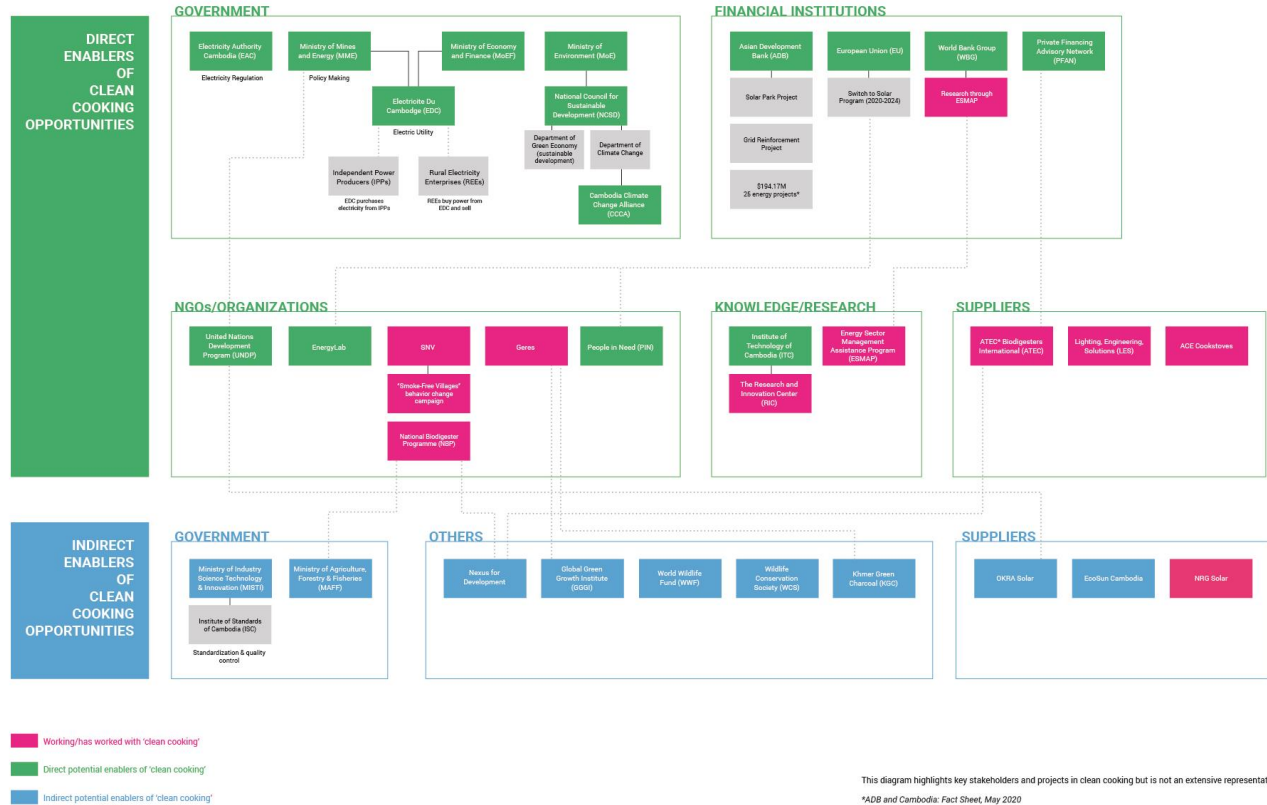 DIRECT
ENABLERS
OF
CLEAN
COOKING
OPPORTUNITIES
GOVERNMENT
Electricity Authority
Cambodia (EAC)
Electricity Regulation
Ministry of Mines
and Energy (MME)
Policy Making
Ministry of Economy
and Finance (MoEF)
Ministry of
Environment (MoE)
Electricite Du
Cambodge (EDC)
Electric Utility
National Council for
Sustainable
Development (NCSD)
Independent Power
Producers (IPPs)
EDC purchases
electricity from IPPs
Rural Electricity
Enterprises (REEs)
REEs buy power from
EDC and sell
Department of
Green Economy
(sustainable
development)
Department of
Climate Change
Cambodia Climate
Change Alliance
(CCCA)
FINANCIAL INSTITUTIONS
Asian Development
Bank (ADB)
Solar Park Project
Grid Reinforcement
Project
$194.17M
25 energy projects*
European Union (EU)
Switch to Solar
Program (2020-2024)
World Bank Group
(WBG)
Research through
ESMAP
Private Financing
Advisory Network
(PFAN)
NGOs/ORGANIZATIONS
United Nations
Development
Program (UNDP)
EnergyLab
SNV
"Smoke-Free Villages"
behavior change
campaign
National Biodigester
Programme (NBP)
Geres
People in Need (PIN)
KNOWLEDGE/RESEARCH
Institute of
Technology of
Cambodia (ITC)
The Research and
Innovation Center
(RIC)
Energy Sector
Management
Assistance Program
(ESMAP)
SUPPLIERS
ATEC* Biodigesters
International (ATEC)
Lighting, Engineering,
Solutions (LES)
ACE Cookstoves
INDIRECT
ENABLERS
OF
CLEAN
COOKING
OPPORTUNITIES
GOVERNMENT
Ministry of Industry
Science Technology
& Innovation (MISTI)
Institute of Standards
of Cambodia (ISC)
Standardization & quality
control
Ministry of Agriculture,
Forestry & Fisheries
(MAFF)
OTHERS
Nexus for
Development
Global Green
Growth Institute
(GGGI)
World Wildlife
Fund (WWF)
Wildlife
Conservation
Society (WCS)
Khmer Green
Charcoal (KGC)
SUPPLIERS
OKRA Solar
EcoSun Cambodia
NRG Solar
Working/has worked with 'clean cooking'
Direct potential enablers of 'clean cooking'
Indirect potential enablers of 'clean cooking'
This diagram highlights key stakeholders and projects in clean cooking but is not an extensive representat
*ADB and Cambodia: Fact Sheet, May 2020